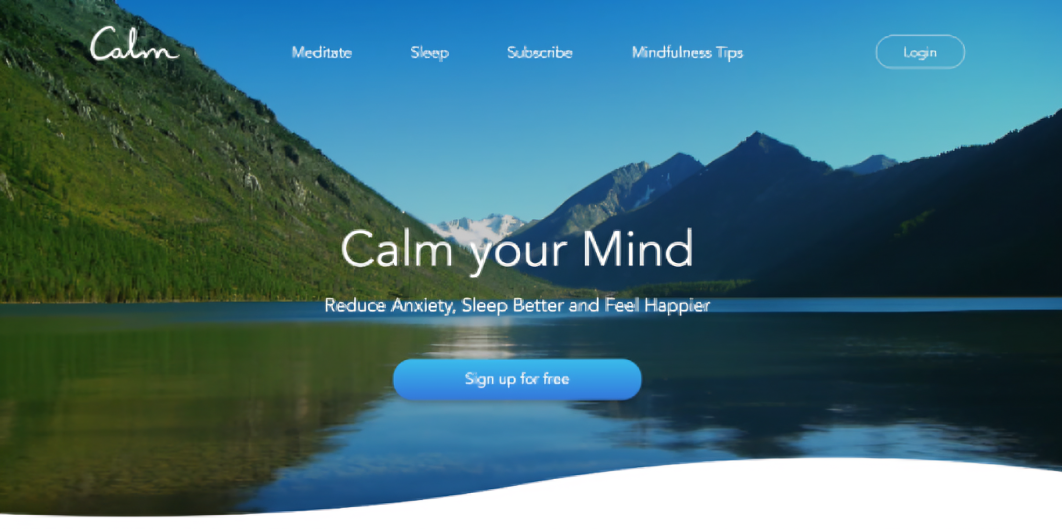 Calm
Meditate
Sleep
Subscribe
Mindfulness Tips
Login
Calm your Mind
Reduce Anxiety, Sleep Better and Feel Happier
Sign up for free